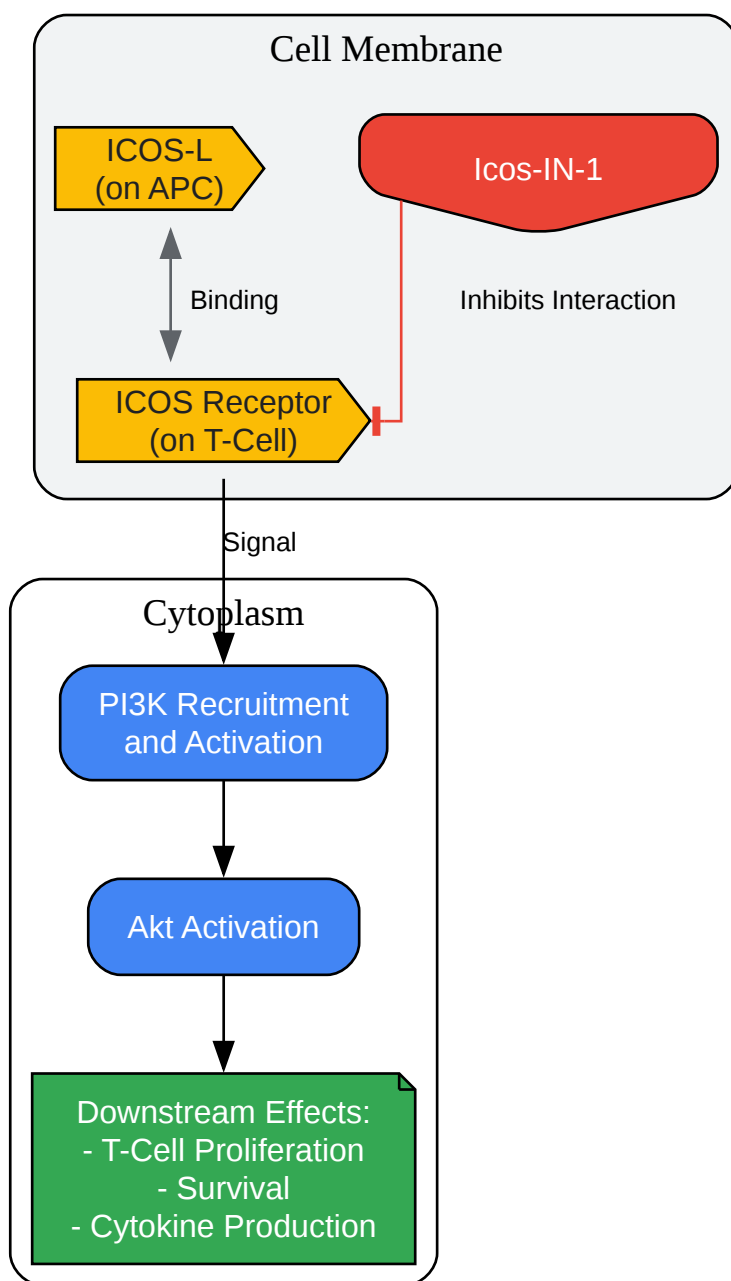 Cell Membrane
ICOS-L
(on APC)
Icos-IN-1
Binding
Inhibits Interaction
ICOS Receptor
(on T-Cell)
Signal
Cytoplasm
PI3K Recruitment
and Activation
Akt Activation
Downstream Effects:
- T-Cell Proliferation
- Survival
- Cytokine Production